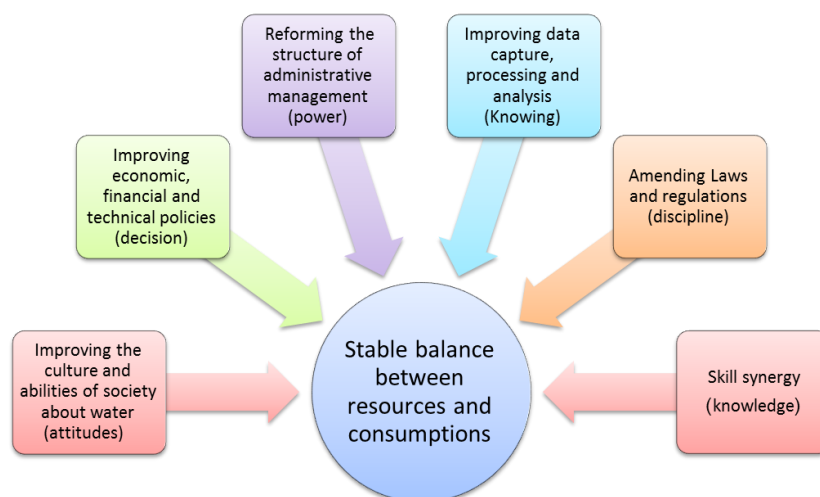 Reforming the
structure of
administrative
management
(power)
Improving data
capture,
processing and
analysis
(Knowing)
Improving
economic,
financial and
technical policies
(decision)
Amending Laws
and regulations
(discipline)
Improving the
culture and
abilities of society
about water
(attitudes)
Stable balance
between
resources and
consumptions
Skill synergy
(knowledge)